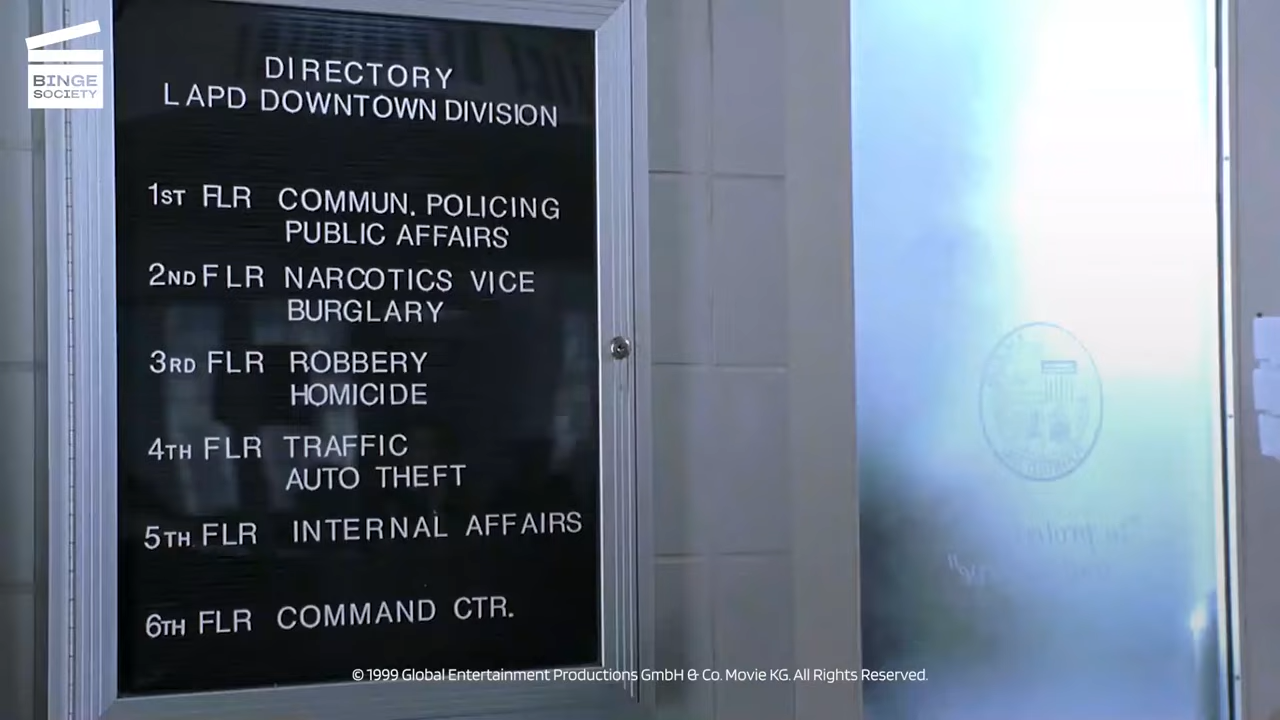 BINGE
SOCIETY
DIRECTORY
LAPD DOWNTOWN DIVISION
1ST FLR COMMUN. POLICING
PUBLIC AFFAIRS
2ND FLR NARCOTICS VICE
BURGLARY
3RD FLR ROBBERY
HOMICIDE
4TH FLR TRAFFIC
AUTO THEFT
5TH FLR INTERNAL AFFAIRS
6TH FLR COMMAND CTR.
© 1999 Global Entertainment Productions GmbH & Co. Movie KG. All Rights Reserved.